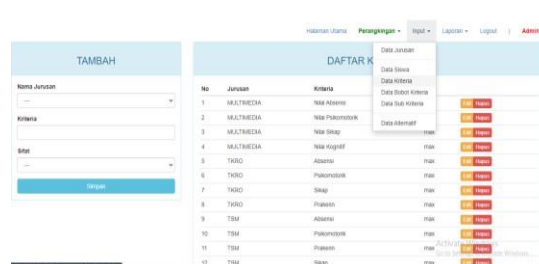 Halaman Utama Perangkingan Input Laporan Logout | Admin
Data Jurusan
Data Siswa
Data Kriteria
Data Bobot Kriteria
Data Sub Kriteria
Data Alternatif
TAMBAH
Nama Jurusan
---
Kriteria
Sifat
---
Simpan
DAFTAR K
No Jurusan Kriteria
1 MULTIMEDIA Nilai Absensi Edit Hapus
2 MULTIMEDIA Nilai Psikomotorik Edit Hapus
3 MULTIMEDIA Nilai Sikap max Edit Hapus
4 MULTIMEDIA Nilai Kognitif max Edit Hapus
5 TKRO Absensi max Edit Hapus
6 TKRO Psikomotorik max Edit Hapus
7 TKRO Sikap max Edit Hapus
8 TKRO Prakerin max Edit Hapus
9 TSM Absensi max Edit Hapus
10 TSM Psikomotorik max Edit Hapus
11 TSM Prakerin max Edit Hapus
12 TSM Sikap max Edit Hapus
Activate Windows